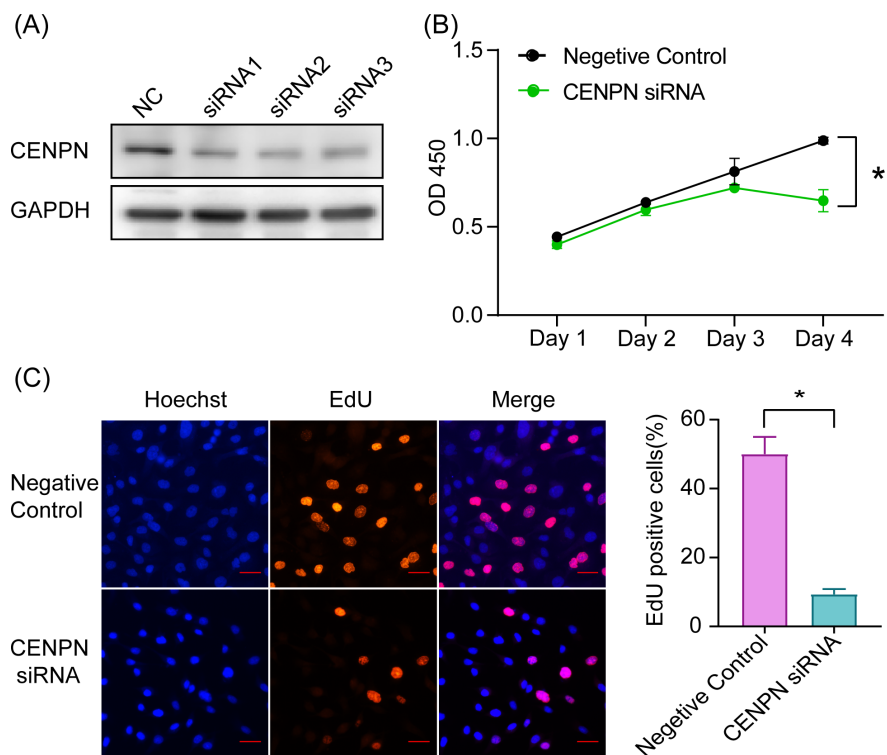 (A)
NC
siRNA1
siRNA2
siRNA3
CENPN
GAPDH
(B)
1.5
1.0
0.5
0.0
OD 450
Negetive Control
CENPN siRNA
*
Day 1
Day 2
Day 3
Day 4
(C)
Hoechst
EdU
Merge
Negative
Control
CENPN
siRNA
60
40
20
0
EdU positive cells(%)
*
Negetive Control
CENPN siRNA